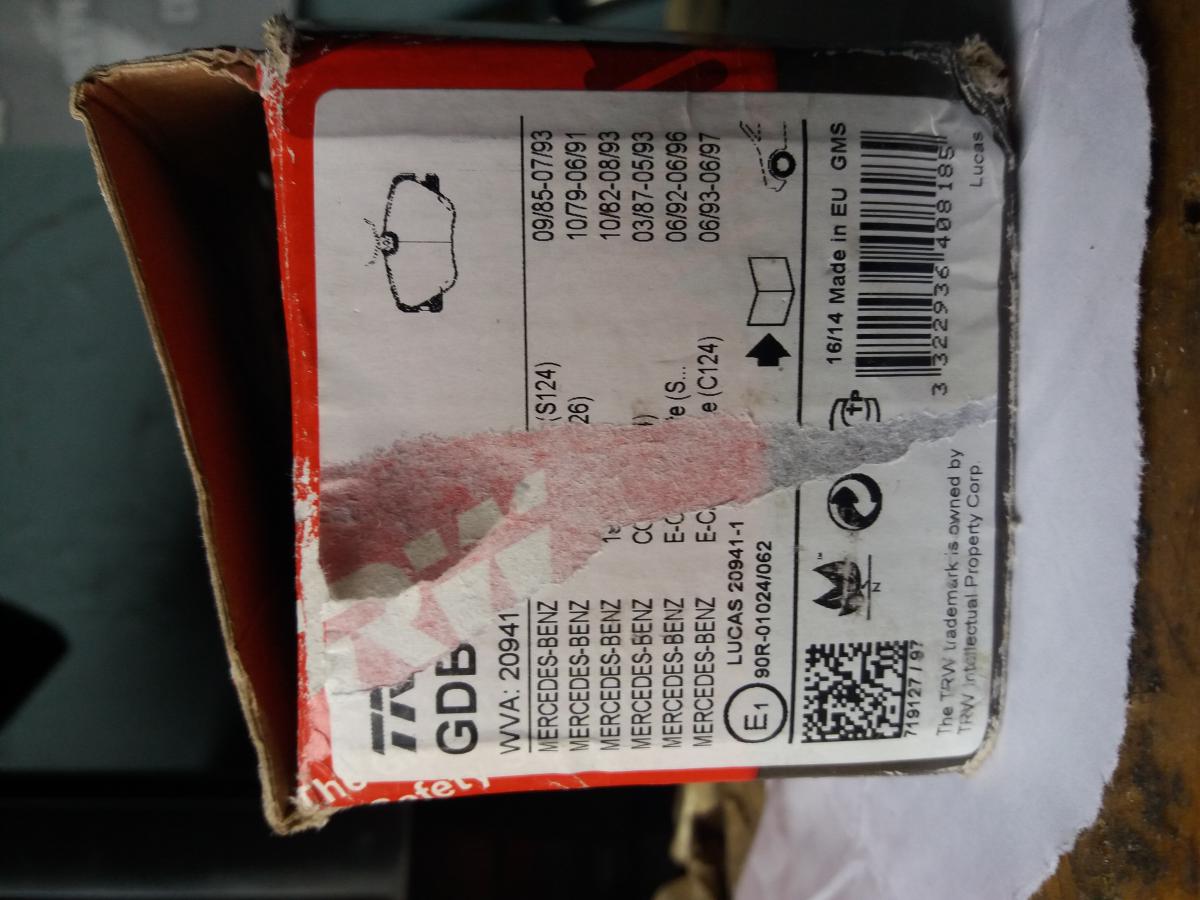 GDB
WVA: 20941
MERCEDES-BENZ (S124) 09/85-07/93
MERCEDES-BENZ 26) 10/79-06/91
MERCEDES-BENZ 10/82-08/93
MERCEDES-BENZ 03/87-05/93
MERCEDES-BENZ E-C e (S... 06/92-06/96
MERCEDES-BENZ E-C e (C124) 06/93-06/97
LUCAS 20941-1
E1 90R-01024/062
16/14 Made in EU GMS
3 322936 408185
719127 / 97
The TRW trademark is owned by
TRW Intellectual Property Corp.
Lucas